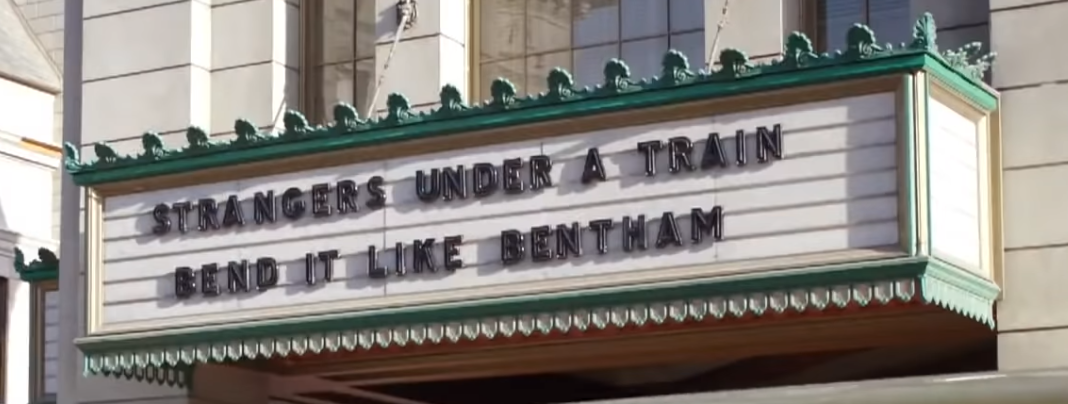 STRANGERS UNDER A TRAIN
BEND IT LIKE BENTHAM